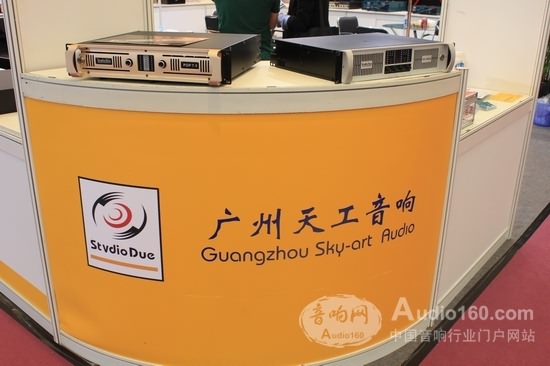 StvdioDue
广州天工音响
Guangzhou Sky-art Audio
音响网
Audio160
Audio160.com
中国音响行业门户网站